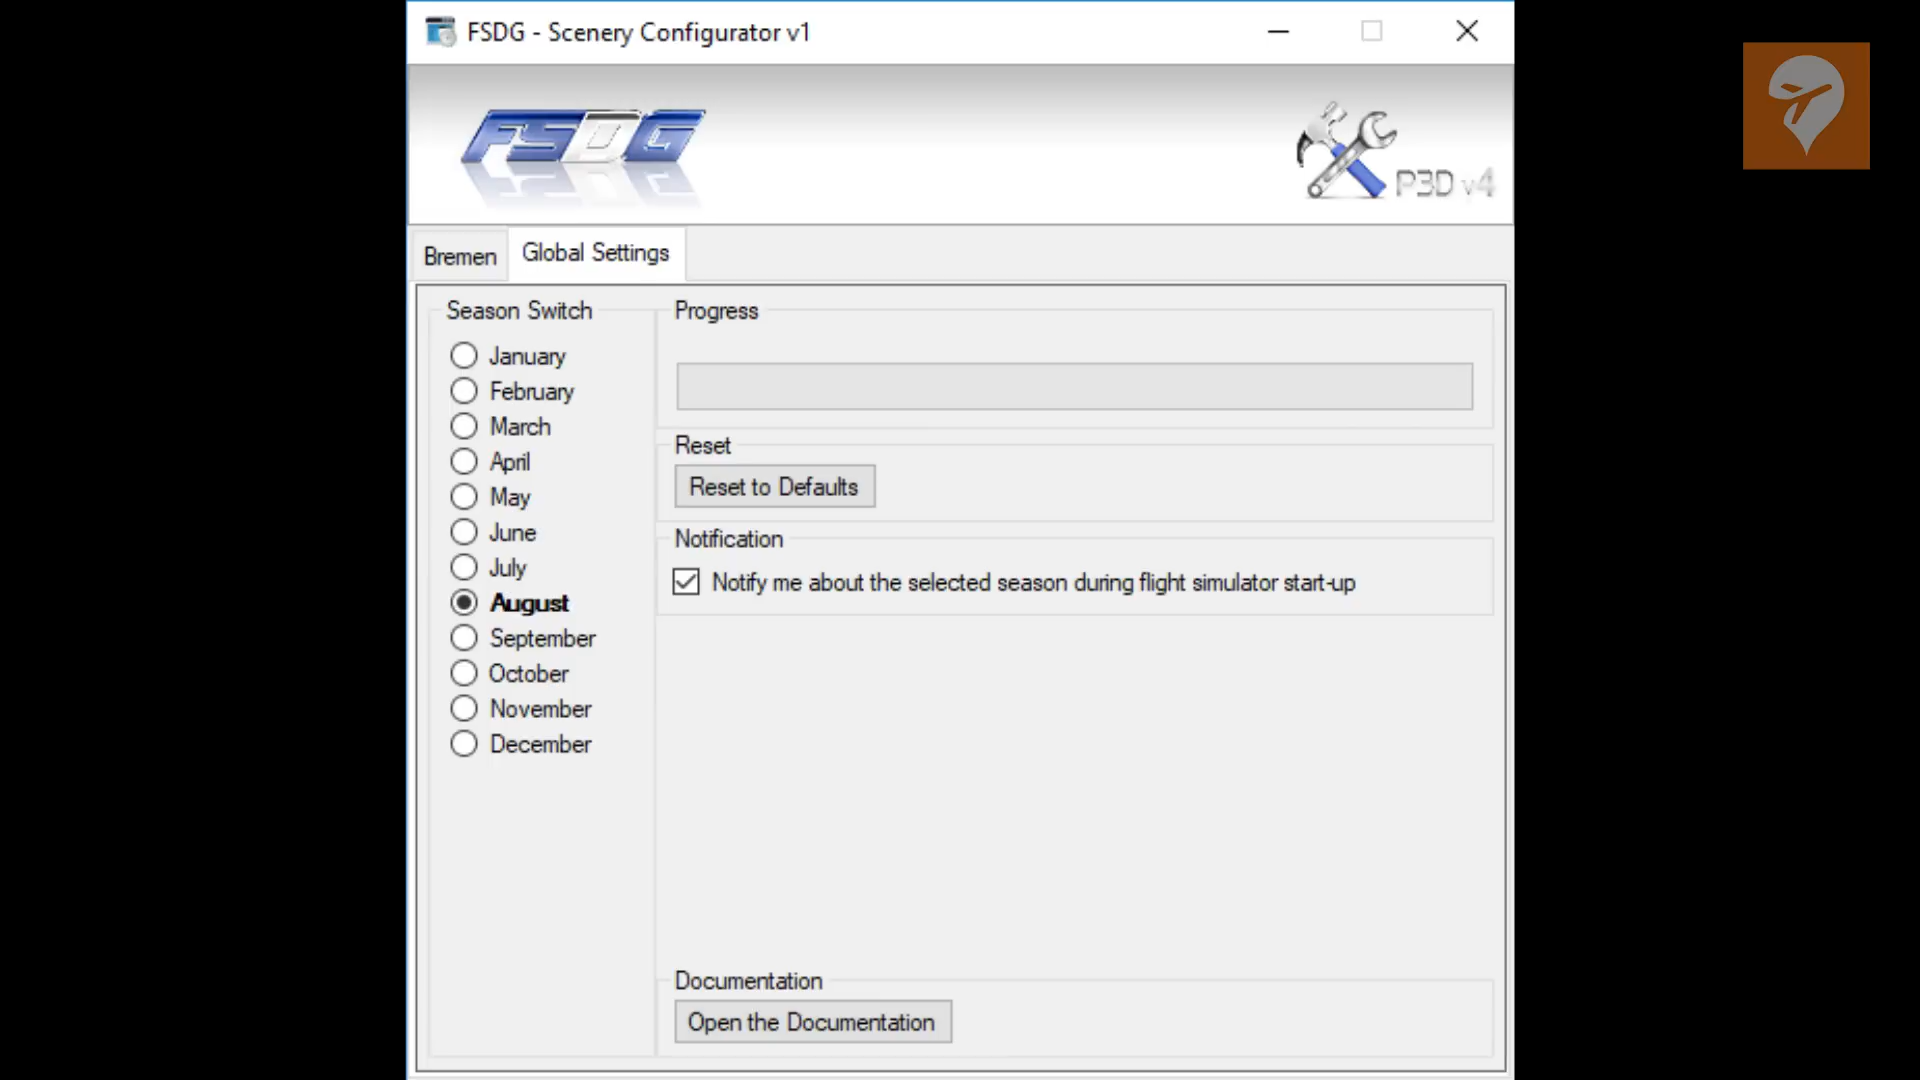 FSDG - Scenery Configurator v1
FSDG
P3D v4
Bremen
Global Settings
Season Switch
January
February
March
April
May
June
July
August
September
October
November
December
Progress
Reset
Reset to Defaults
Notification
Notify me about the selected season during flight simulator start-up
Documentation
Open the Documentation